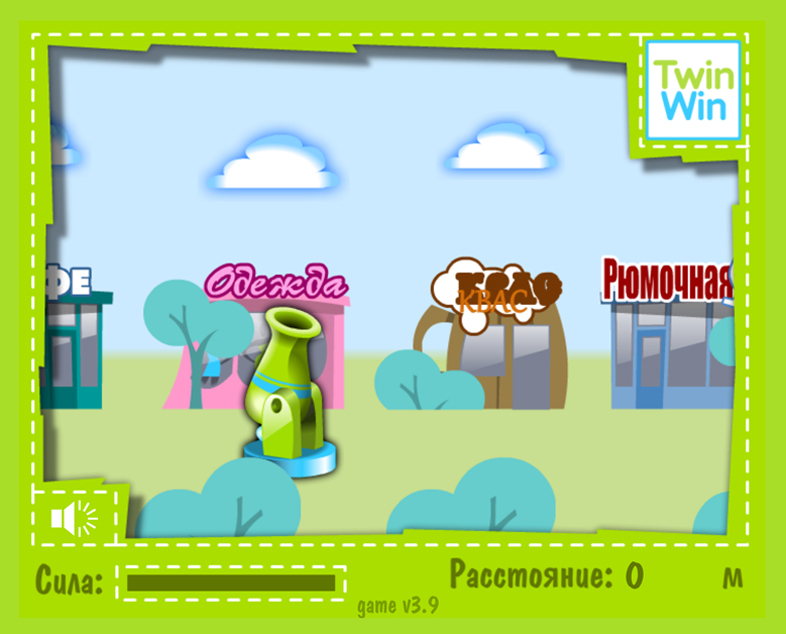 Twin
Win
ФЕ
Одежда
КВАС
Рюмочная
Сила:
Расстояние: 0 м
game v3.9